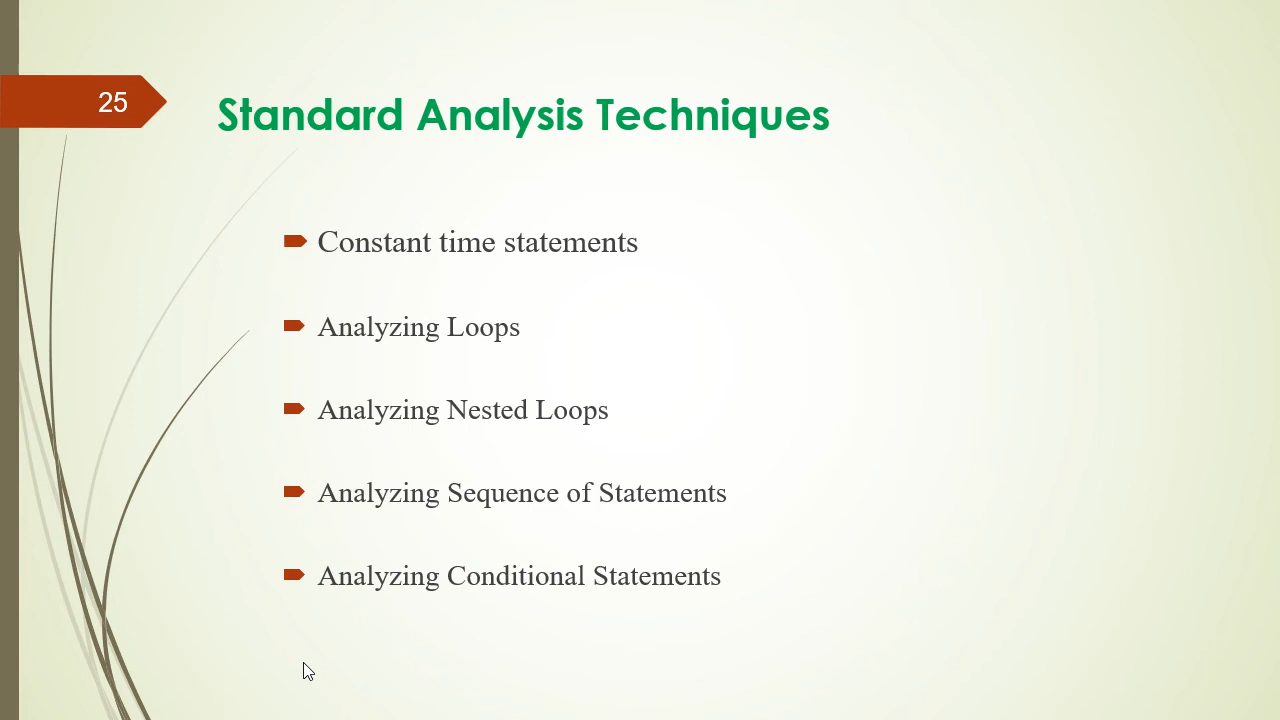 25
Standard Analysis Techniques
Constant time statements
Analyzing Loops
Analyzing Nested Loops
Analyzing Sequence of Statements
Analyzing Conditional Statements